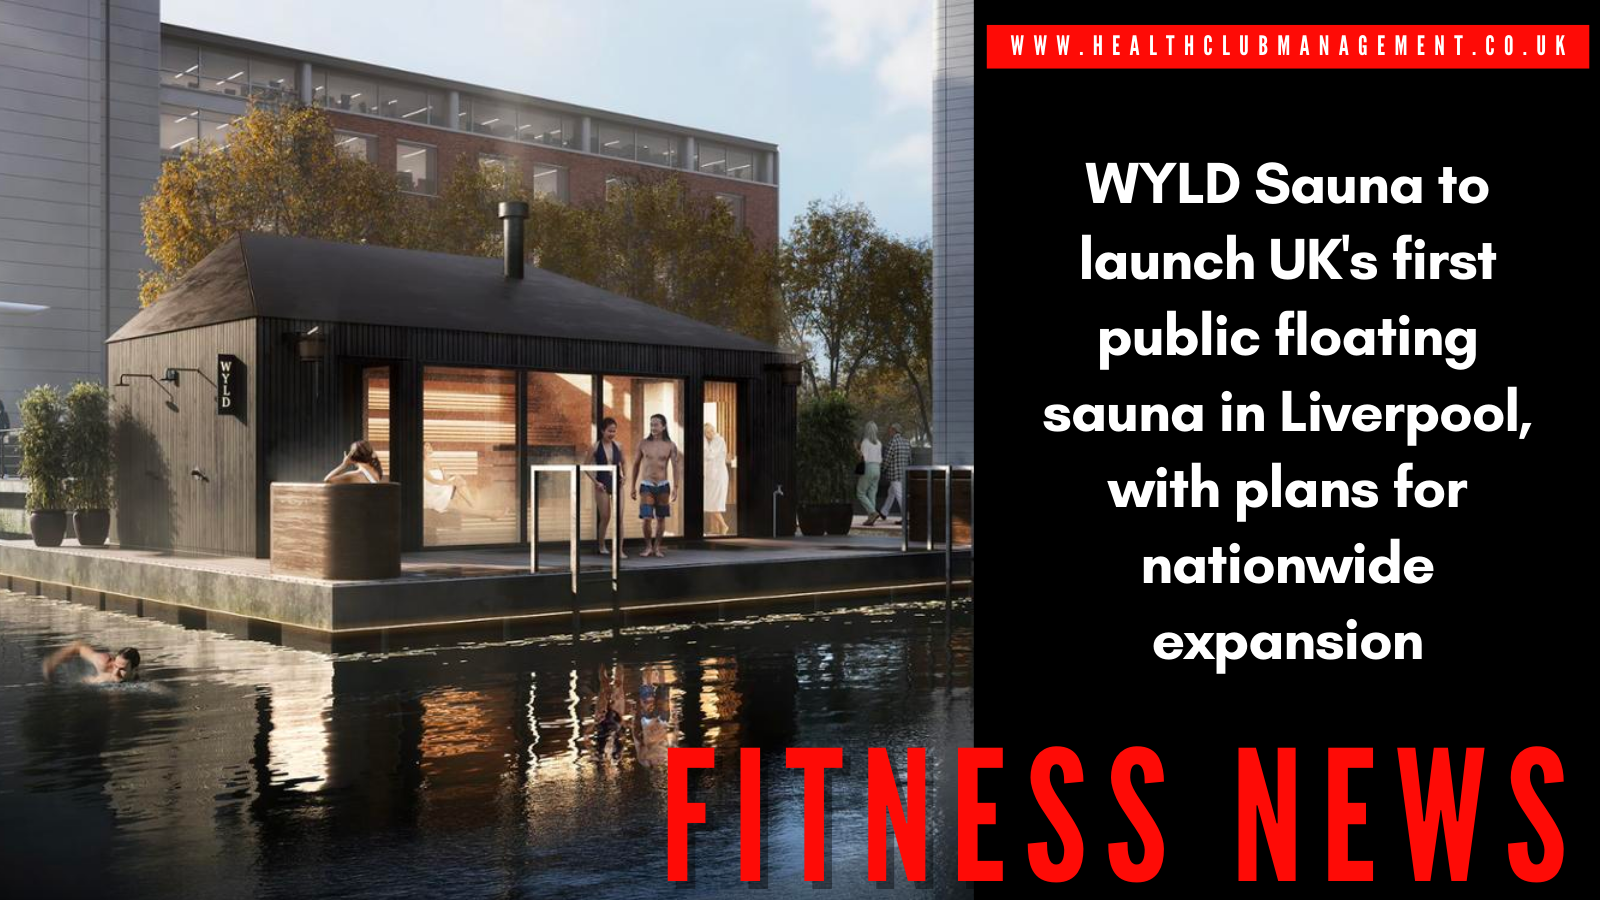 WWW.HEALTHCLUBMANAGEMENT.CO.UK
WYLD Sauna to
launch UK's first
public floating
sauna in Liverpool,
with plans for
nationwide
expansion
WYLD
FITNESS NEWS